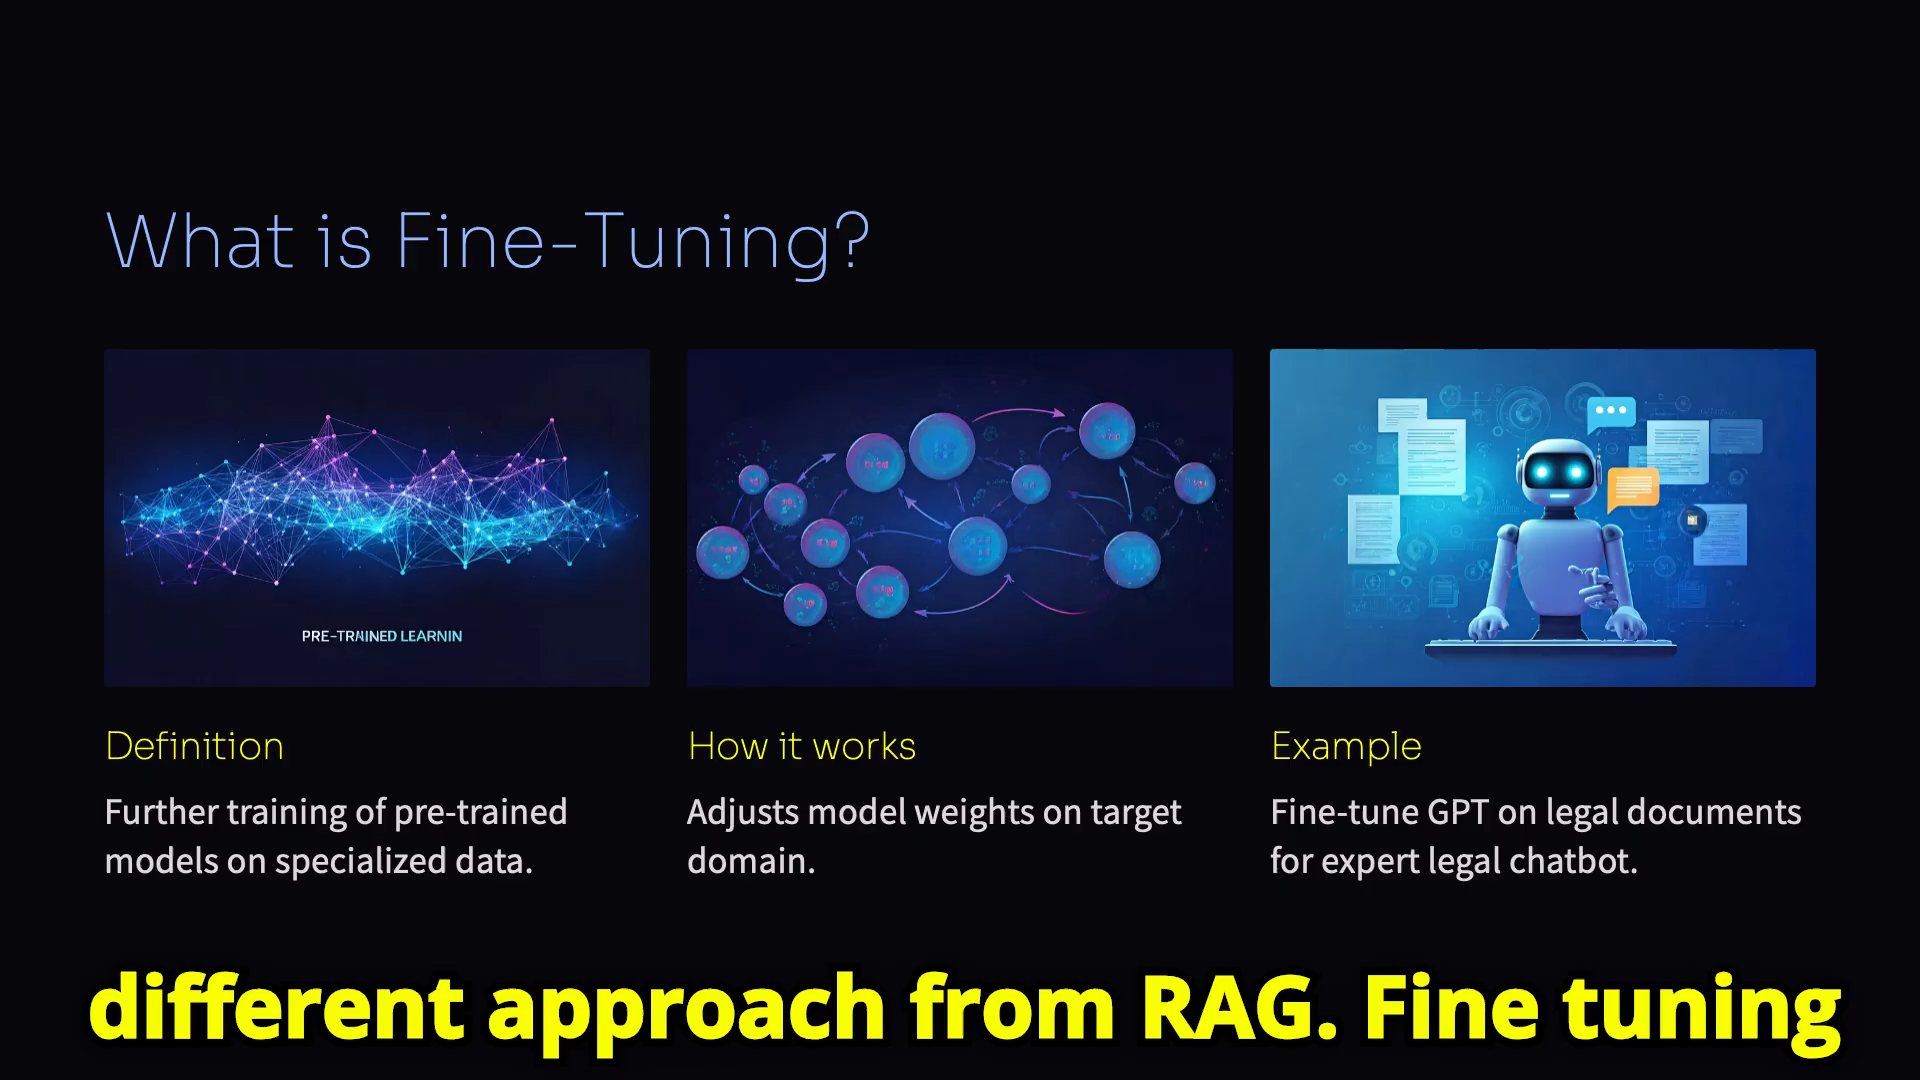 What is Fine-Tuning?
PRE-TRAINED LEARNIN
Definition
Further training of pre-trained
models on specialized data.
How it works
Adjusts model weights on target
domain.
Example
Fine-tune GPT on legal documents
for expert legal chatbot.
different approach from RAG. Fine tuning